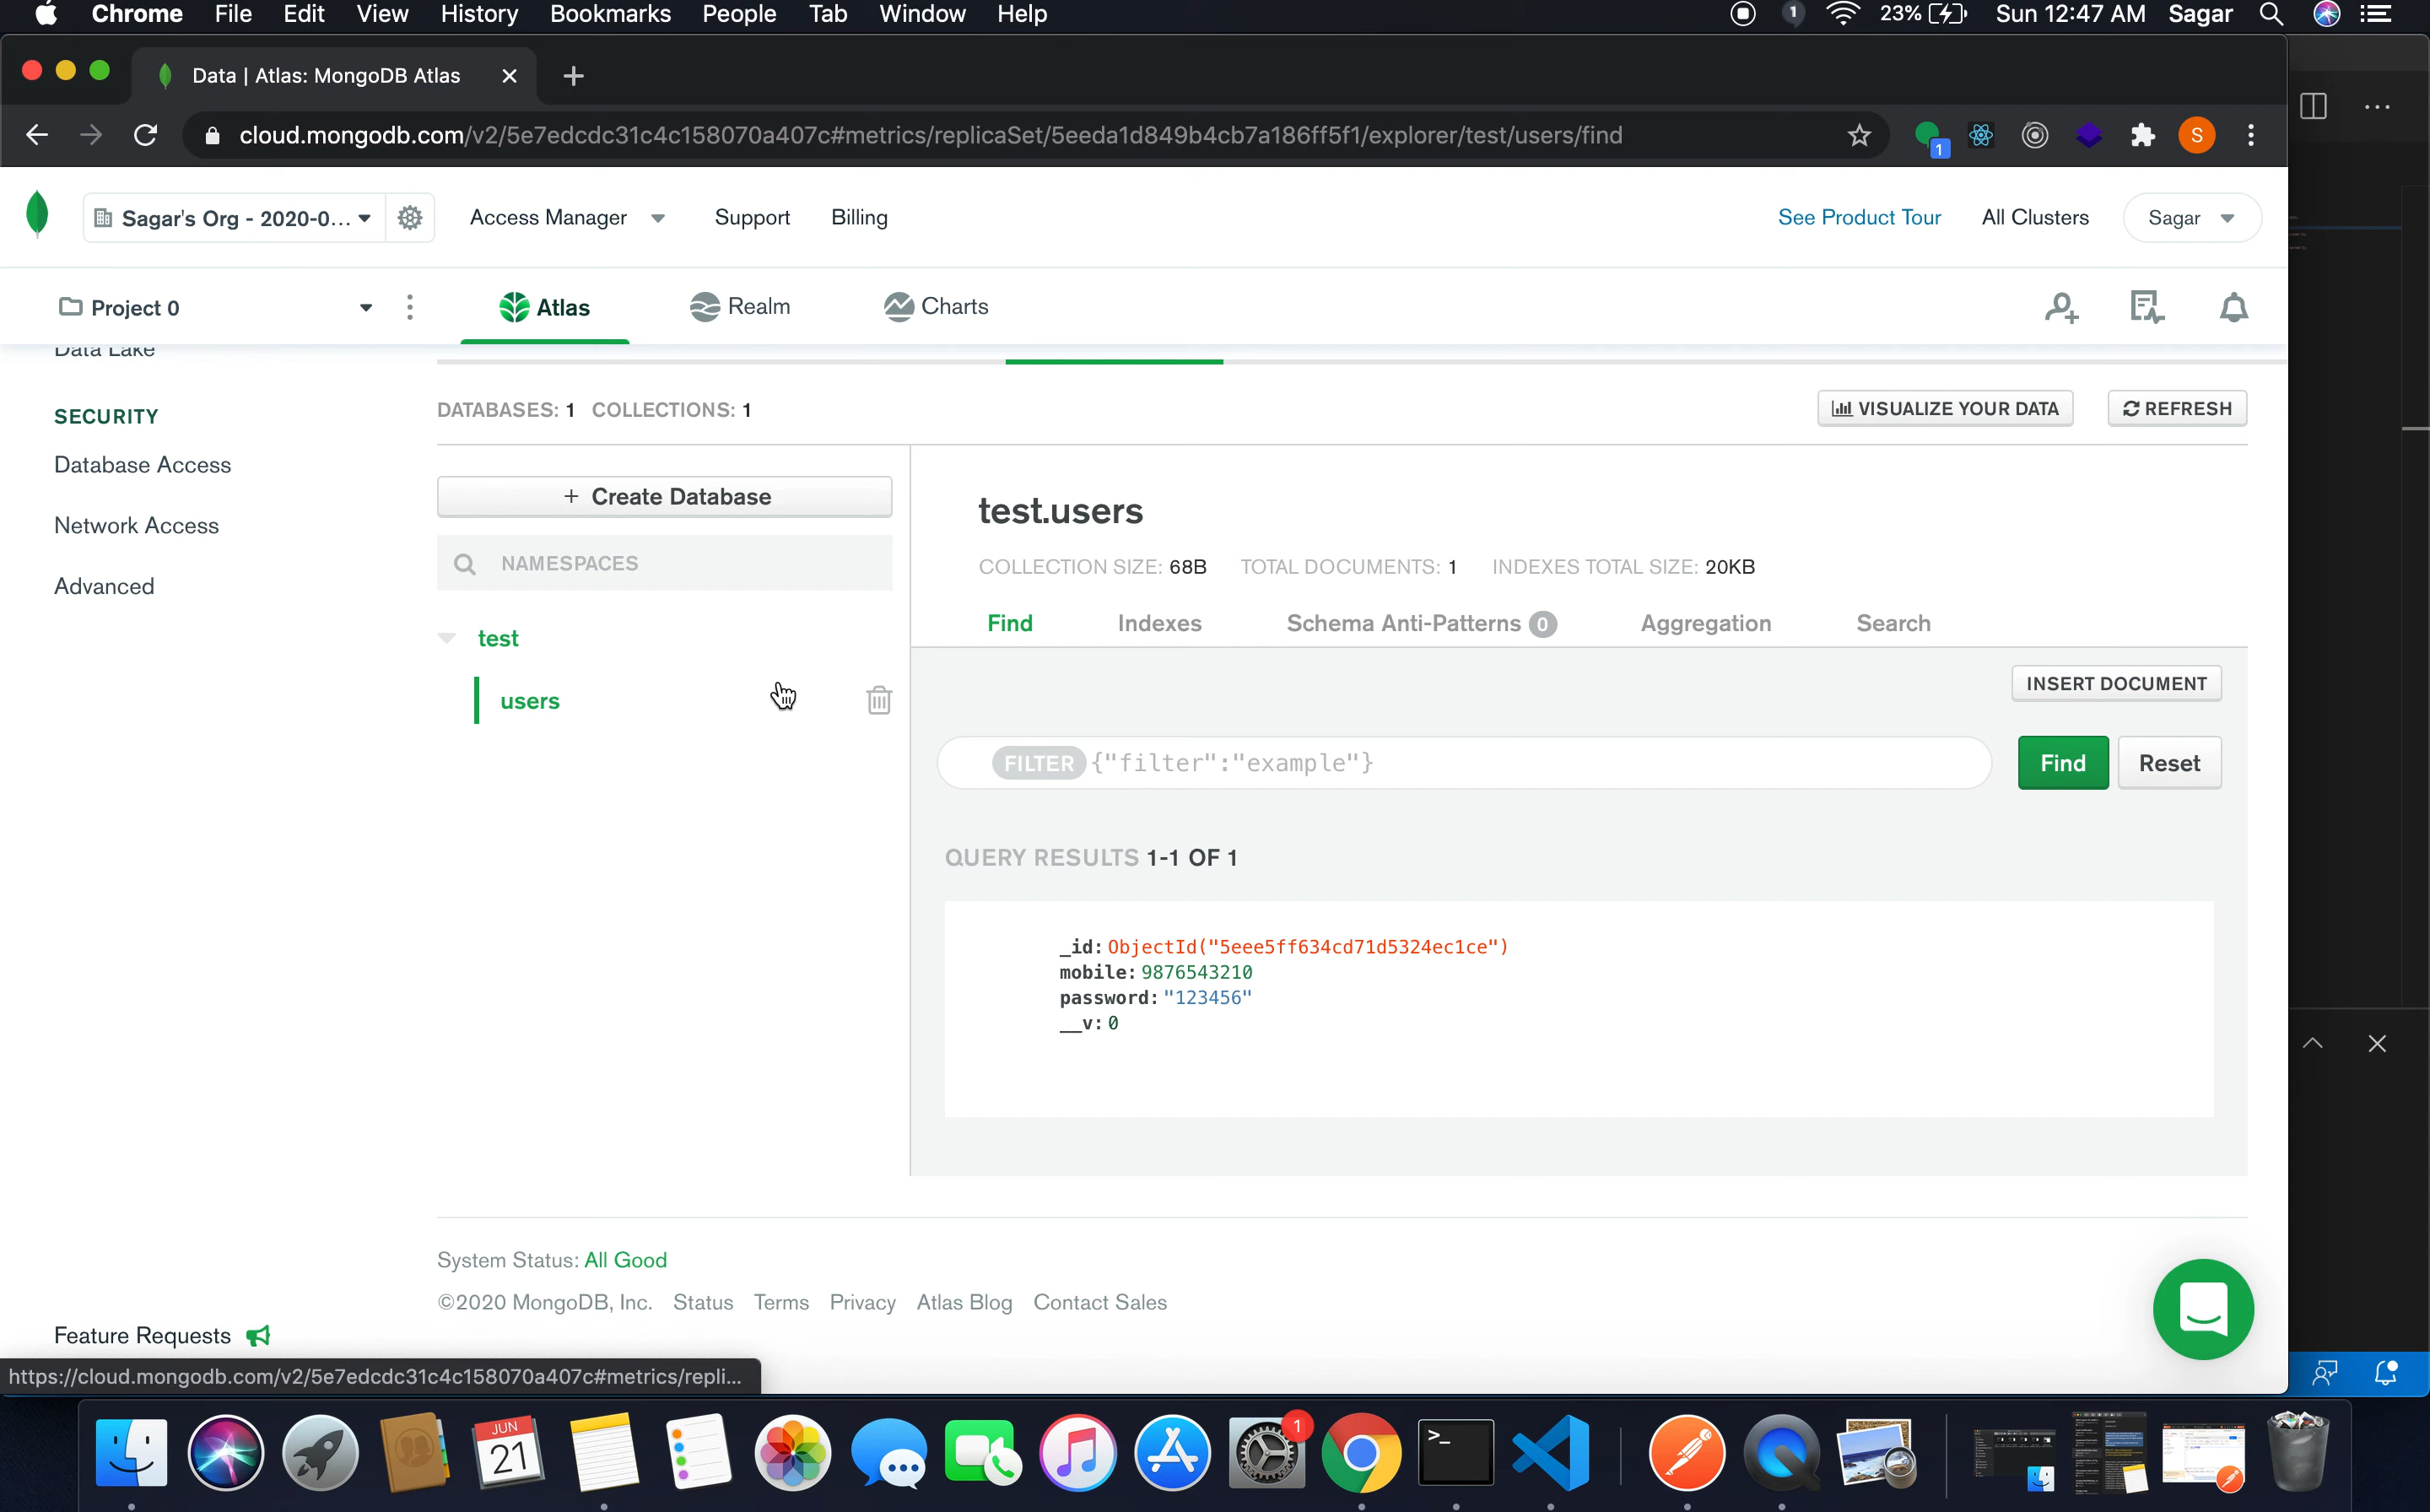 Chrome File Edit View History Bookmarks People Tab Window Help 1 23% Sun 12:47 AM Sagar
Data | Atlas: MongoDB Atlas
cloud.mongodb.com/v2/5e7edcdc31c4c158070a407c#metrics/replicaSet/5eeda1d849b4cb7a186ff5f1/explorer/test/users/find 1 S
Sagar's Org - 2020-0... Access Manager Support Billing See Product Tour All Clusters Sagar
Project 0 Atlas Realm Charts
Data Lake
SECURITY
Database Access
Network Access
Advanced
Feature Requests
DATABASES: 1 COLLECTIONS: 1 VISUALIZE YOUR DATA REFRESH
+ Create Database
NAMESPACES
test
users
test.users
COLLECTION SIZE: 68B TOTAL DOCUMENTS: 1 INDEXES TOTAL SIZE: 20KB
Find Indexes Schema Anti-Patterns 0 Aggregation Search
INSERT DOCUMENT
FILTER {"filter":"example"} Find Reset
QUERY RESULTS 1-1 OF 1
_id: ObjectId("5eee5ff634cd71d5324ec1ce")
mobile: 9876543210
password: "123456"
__v: 0
System Status: All Good
©2020 MongoDB, Inc. Status Terms Privacy Atlas Blog Contact Sales
https://cloud.mongodb.com/v2/5e7edcdc31c4c158070a407c#metrics/repli...
JUN
21
1